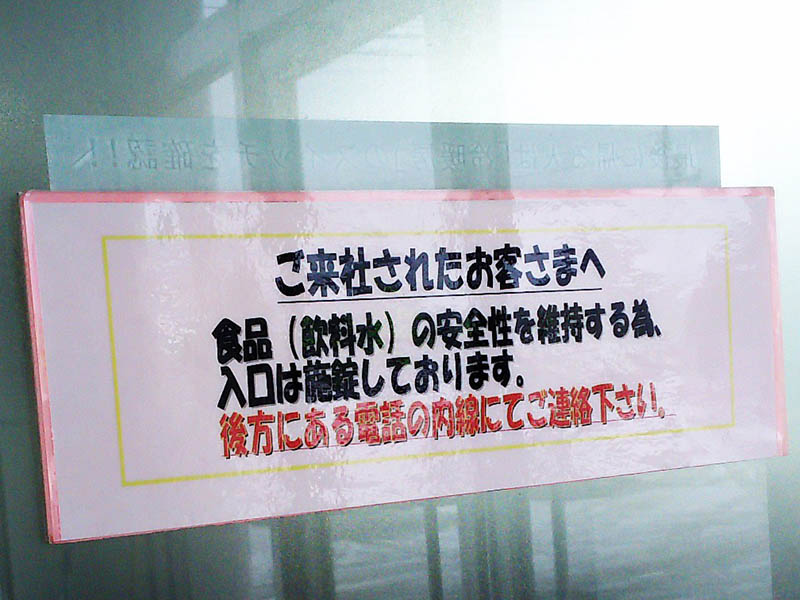 ご来社されたお客さまへ
食品（飲料水）の安全性を維持する為、
入口は施錠しております。
後方にある電話の内線にてご連絡下さい。